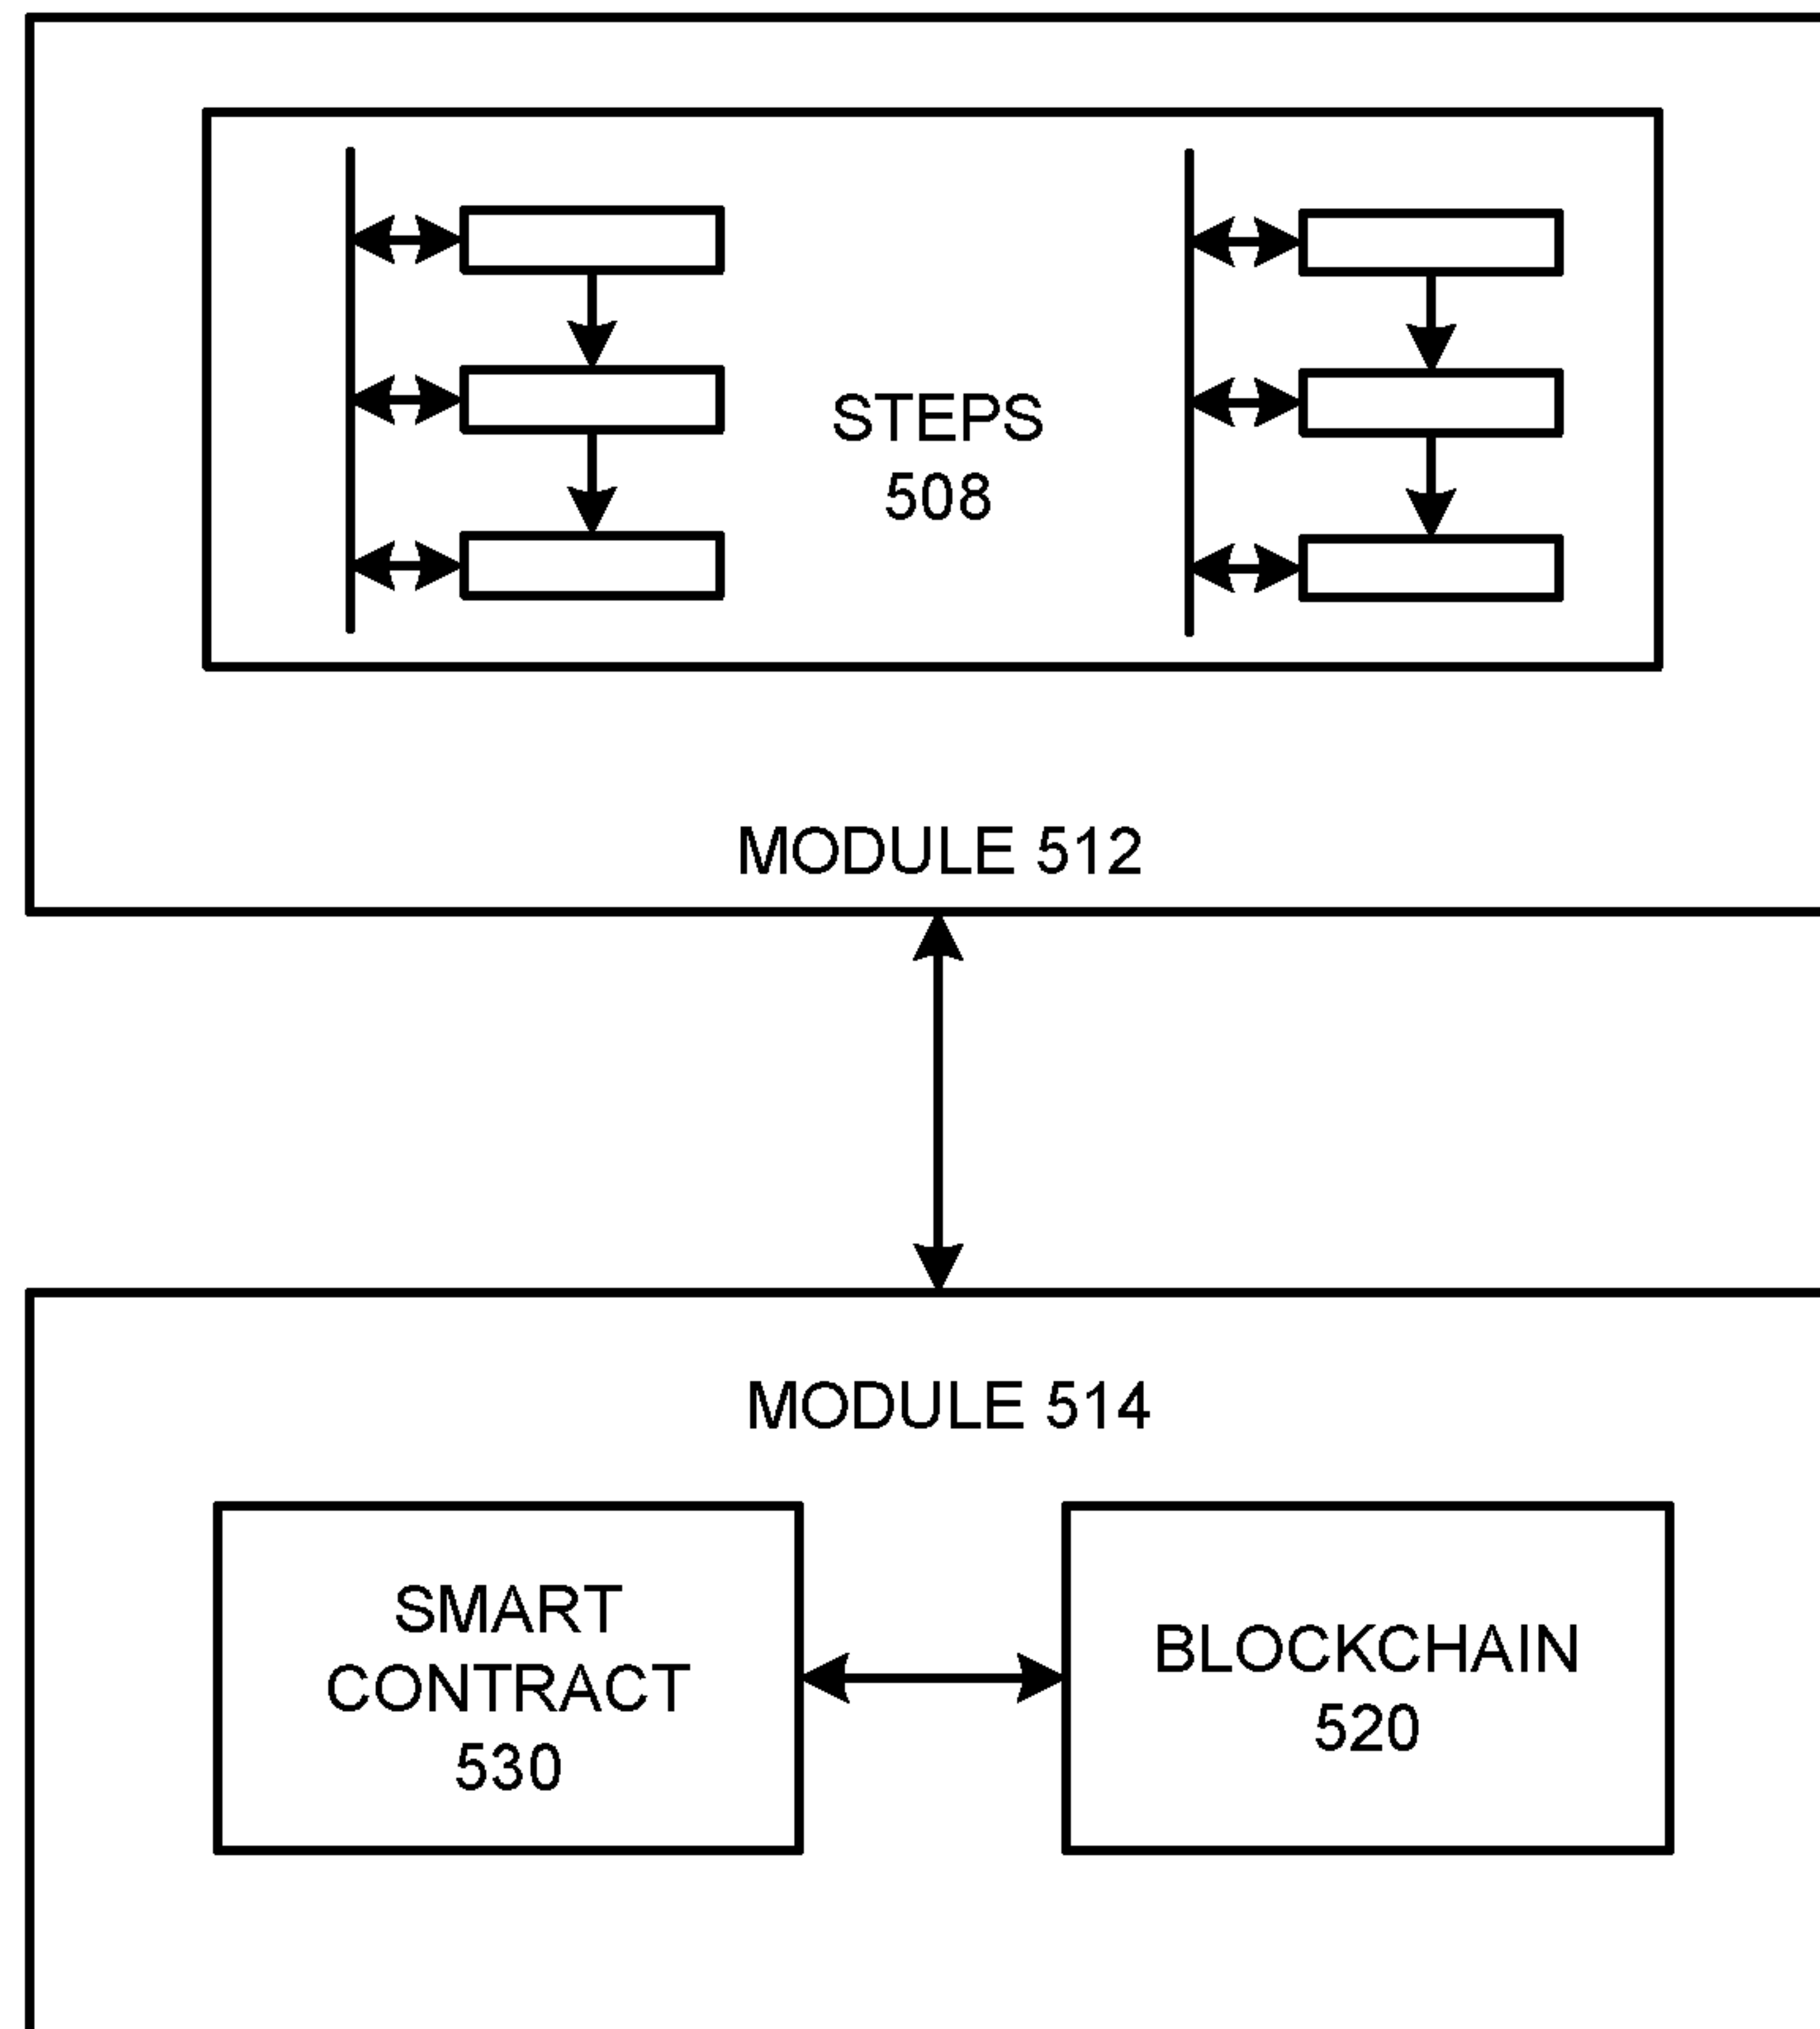 STEPS
508
MODULE 512
MODULE 514
SMART
CONTRACT
530
BLOCKCHAIN
520